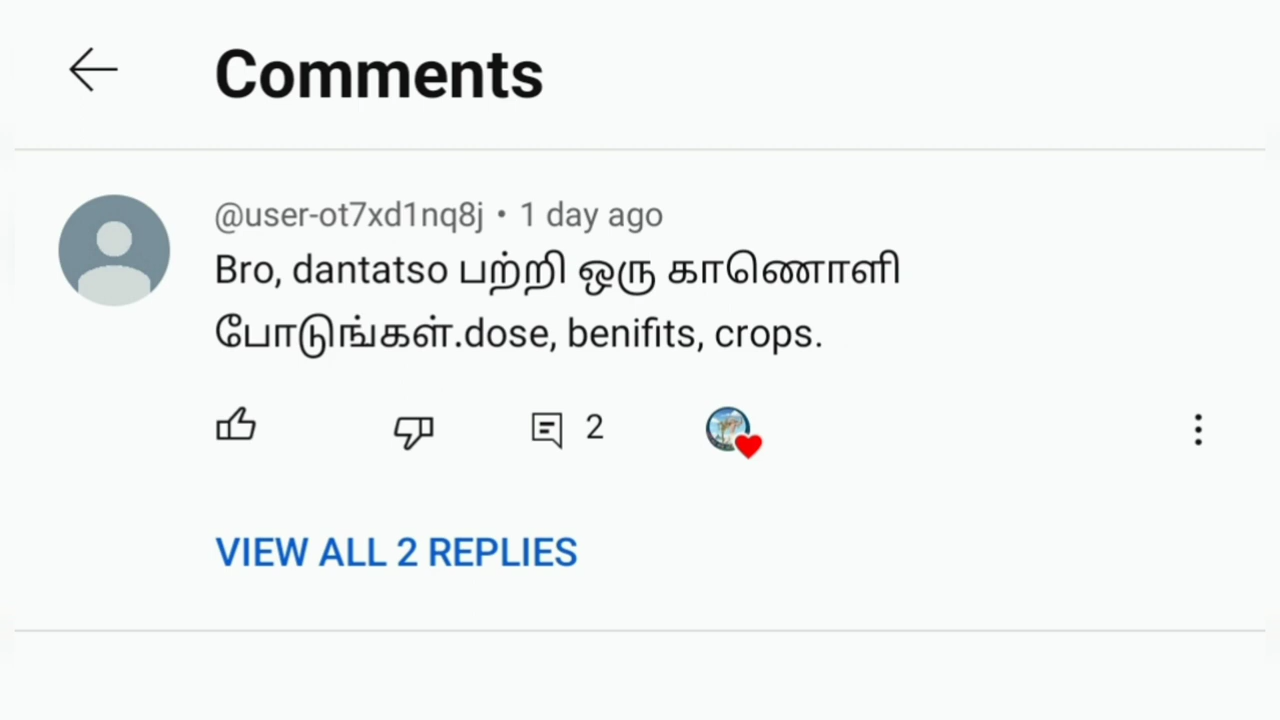 Comments
@user-ot7xd1nq8j • 1 day ago
Bro, dantatso பற்றி ஒரு காணொளி
போடுங்கள்.dose, benifits, crops.
2
VIEW ALL 2 REPLIES